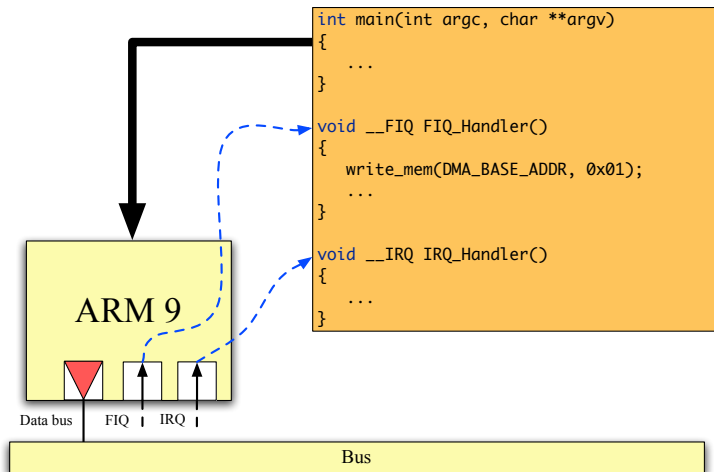 int main(int argc, char **argv)
{
...
}
void __FIQ FIQ_Handler()
{
write_mem(DMA_BASE_ADDR, 0x01);
...
}
void __IRQ IRQ_Handler()
{
...
}
ARM 9
Data bus
FIQ
IRQ
Bus